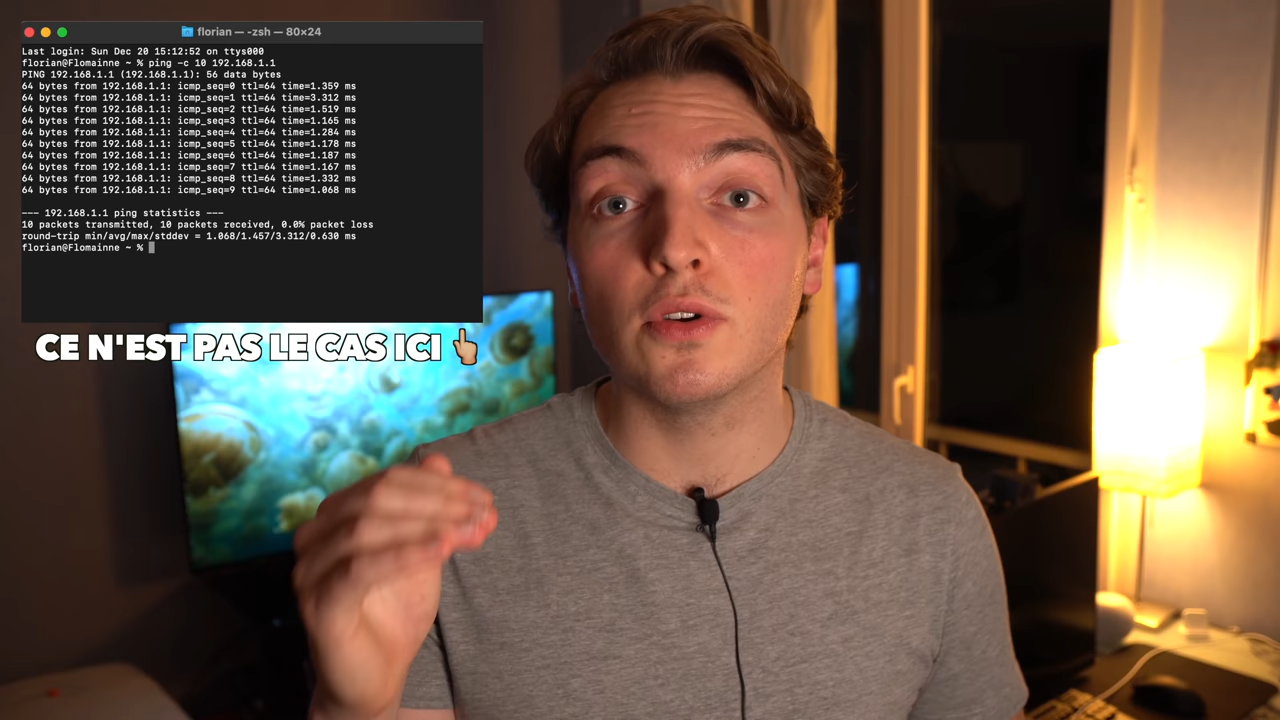 florian — -zsh — 80×24
Last login: Sun Dec 20 15:12:52 on ttys000
florian@Flomainne ~ % ping -c 10 192.168.1.1
PING 192.168.1.1 (192.168.1.1): 56 data bytes
64 bytes from 192.168.1.1: icmp_seq=0 ttl=64 time=1.359 ms
64 bytes from 192.168.1.1: icmp_seq=1 ttl=64 time=3.312 ms
64 bytes from 192.168.1.1: icmp_seq=2 ttl=64 time=1.519 ms
64 bytes from 192.168.1.1: icmp_seq=3 ttl=64 time=1.165 ms
64 bytes from 192.168.1.1: icmp_seq=4 ttl=64 time=1.284 ms
64 bytes from 192.168.1.1: icmp_seq=5 ttl=64 time=1.178 ms
64 bytes from 192.168.1.1: icmp_seq=6 ttl=64 time=1.187 ms
64 bytes from 192.168.1.1: icmp_seq=7 ttl=64 time=1.167 ms
64 bytes from 192.168.1.1: icmp_seq=8 ttl=64 time=1.332 ms
64 bytes from 192.168.1.1: icmp_seq=9 ttl=64 time=1.068 ms
--- 192.168.1.1 ping statistics ---
10 packets transmitted, 10 packets received, 0.0% packet loss
round-trip min/avg/max/stddev = 1.068/1.457/3.312/0.630 ms
florian@Flomainne ~ %
CE N'EST PAS LE CAS ICI 👆